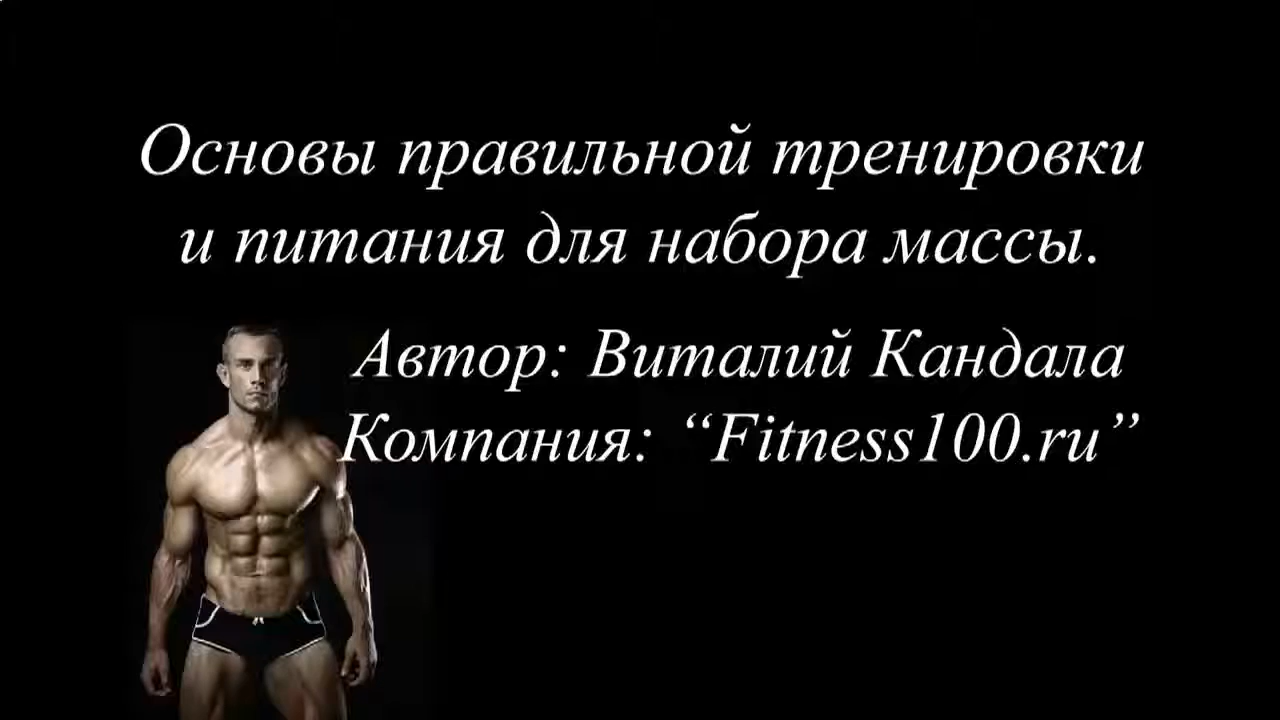 Основы правильной тренировки
и питания для набора массы.
Автор: Виталий Кандала
Компания: “Fitness100.ru”